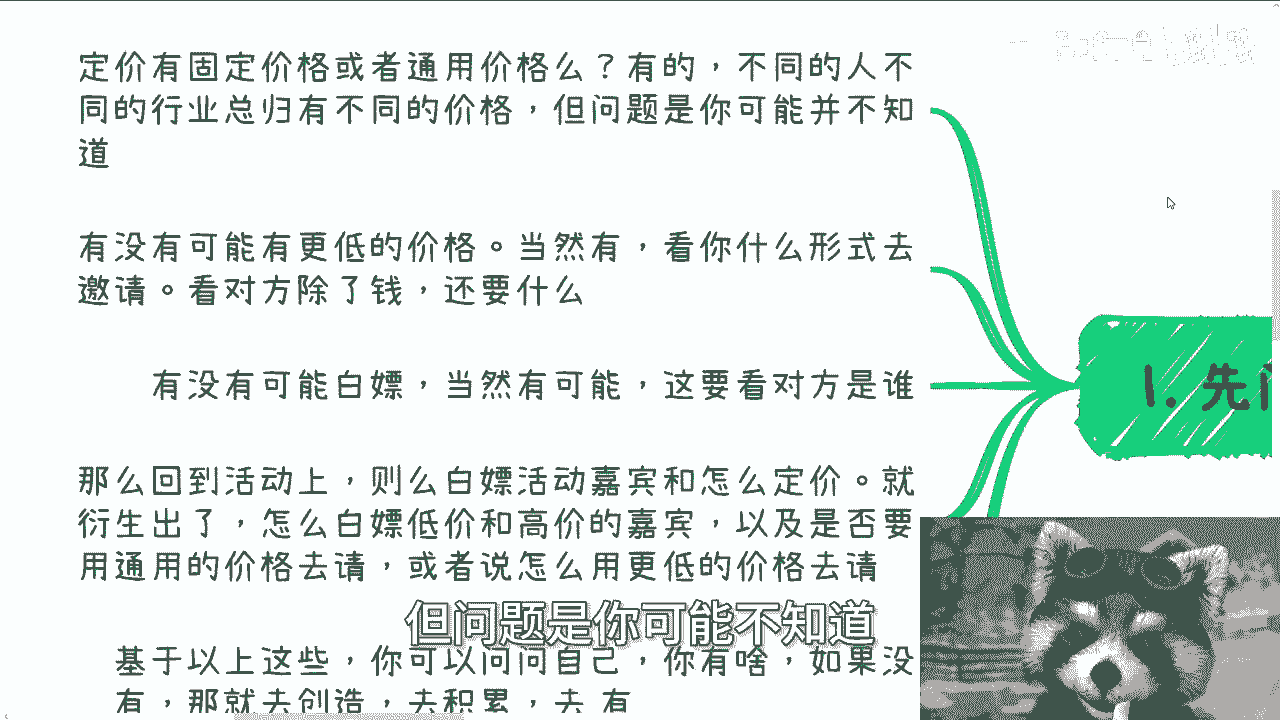 定价有固定价格或者通用价格么？有的，不同的人不
同的行业总归有不同的价格，但问题是你可能并不知
道
有没有可能有更低的价格。当然有，看你什么形式去
邀请。看对方除了钱，还要什么
有没有可能白嫖，当然有可能，这要看对方是谁
那么回到活动上，则么白嫖活动嘉宾和怎么定价。就
衍生出了，怎么白嫖低价和高价的嘉宾，以及是否要
用通用的价格去请，或者说怎么用更低的价格去请
基于以上这些，你可以问问自己，你有啥，如果没
有，那就去创造，去积累，去 有
1. 先
但问题是你可能不知道